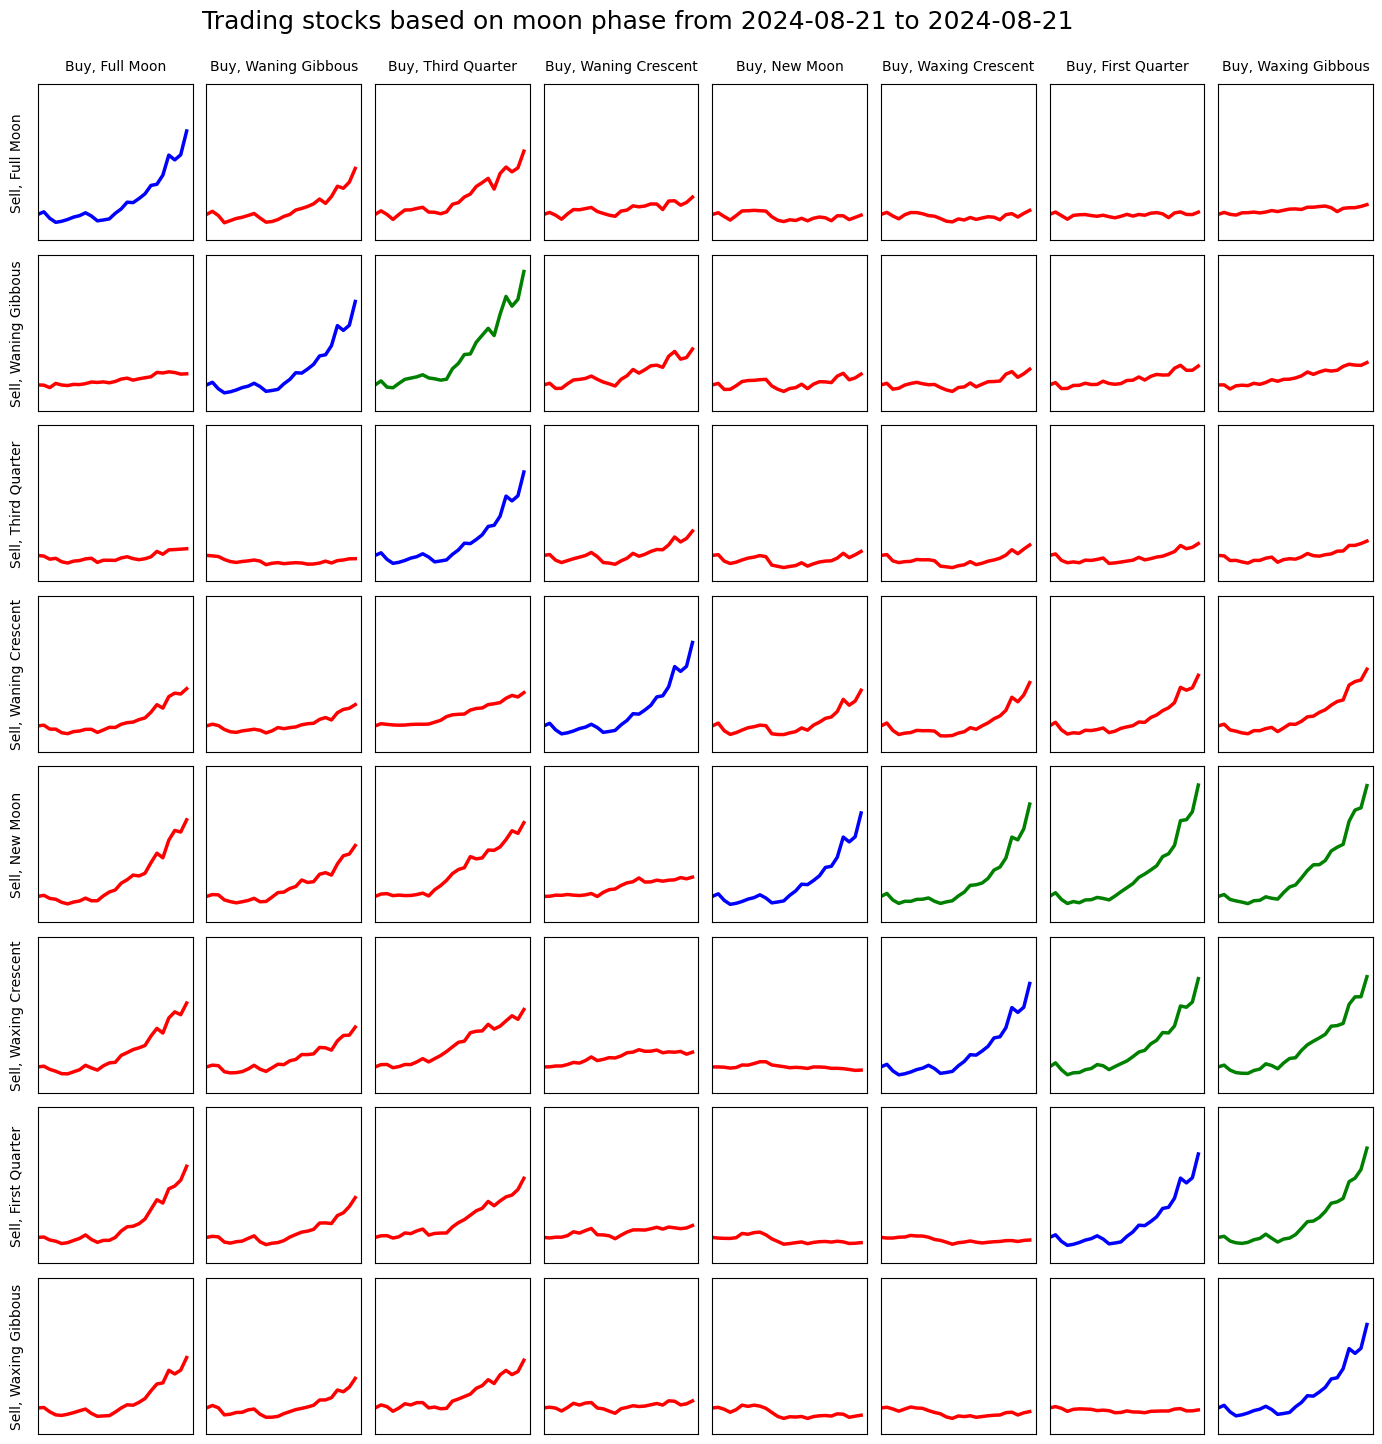 Trading stocks based on moon phase from 2024-08-21 to 2024-08-21
Buy, Full Moon
Buy, Waning Gibbous
Buy, Third Quarter
Buy, Waning Crescent
Buy, New Moon
Buy, Waxing Crescent
Buy, First Quarter
Buy, Waxing Gibbous
Sell, Full Moon
Sell, Waning Gibbous
Sell, Third Quarter
Sell, Waning Crescent
Sell, New Moon
Sell, Waxing Crescent
Sell, First Quarter
Sell, Waxing Gibbous